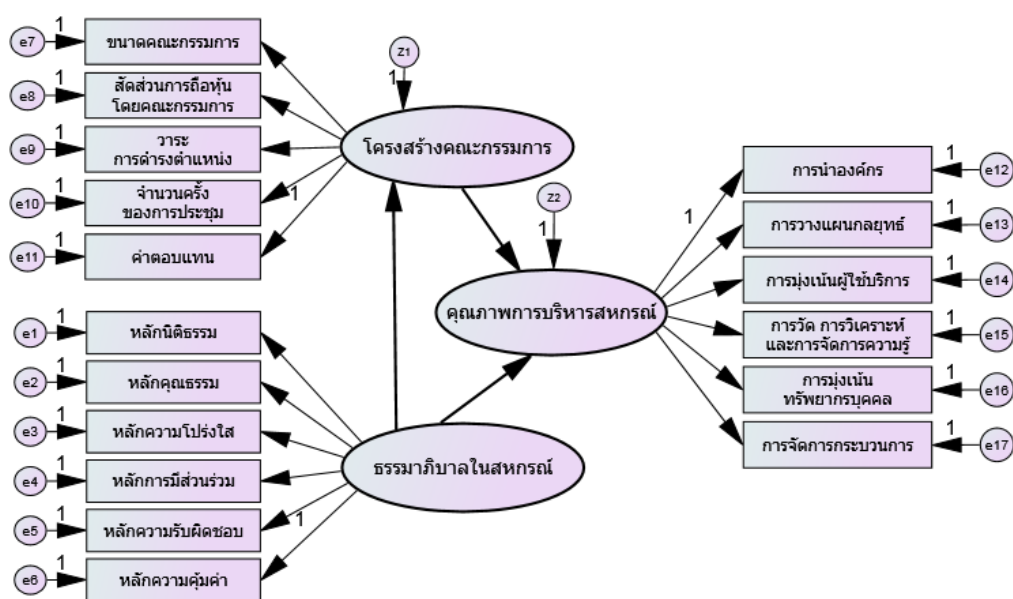 e7
1
ขนาดคณะกรรมการ
e8
1
สัดส่วนการถือหุ้น
โดยคณะกรรมการ
e9
1
วาระ
การดำรงตำแหน่ง
e10
1
จำนวนครั้ง
ของการประชุม
1
e11
1
ค่าตอบแทน
Z1
1
โครงสร้างคณะกรรมการ
Z2
1
คุณภาพการบริหารสหกรณ์
e1
1
หลักนิติธรรม
e2
1
หลักคุณธรรม
e3
1
หลักความโปร่งใส
e4
1
หลักการมีส่วนร่วม
e5
1
หลักความรับผิดชอบ
1
e6
1
หลักความคุ้มค่า
ธรรมาภิบาลในสหกรณ์
1
การนำองค์กร
1
e12
การวางแผนกลยุทธ์
1
e13
การมุ่งเน้นผู้ใช้บริการ
1
e14
การวัด การวิเคราะห์
และการจัดการความรู้
1
e15
การมุ่งเน้น
ทรัพยากรบุคคล
1
e16
การจัดการกระบวนการ
1
e17